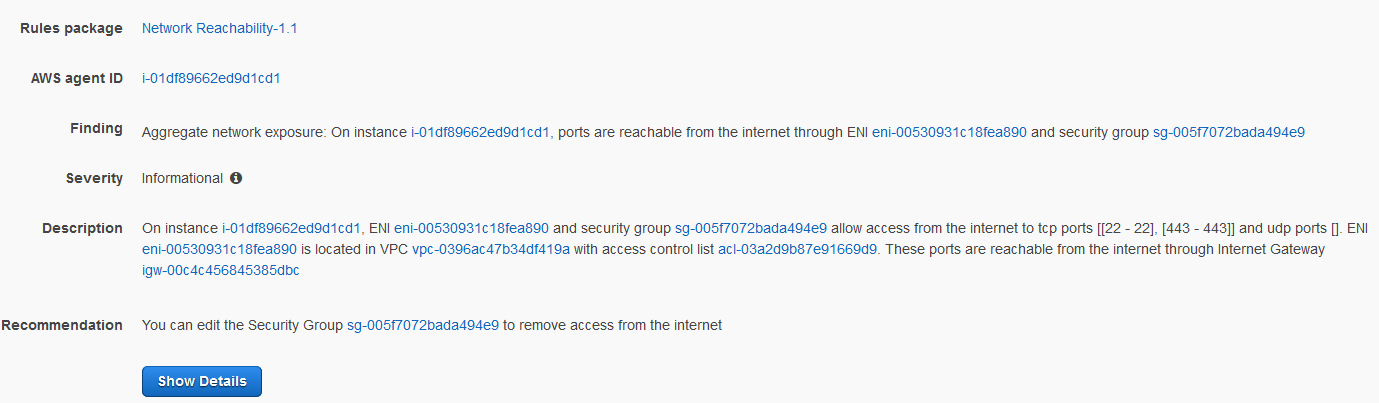 Rules package Network Reachability-1.1
AWS agent ID i-01df89662ed9d1cd1
Finding Aggregate network exposure: On instance i-01df89662ed9d1cd1, ports are reachable from the internet through ENI eni-00530931c18fea890 and security group sg-005f7072bada494e9
Severity Informational
Description On instance i-01df89662ed9d1cd1, ENI eni-00530931c18fea890 and security group sg-005f7072bada494e9 allow access from the internet to tcp ports [[22 - 22], [443 - 443]] and udp ports []. ENI
eni-00530931c18fea890 is located in VPC vpc-0396ac47b34df419a with access control list acl-03a2d9b87e91669d9. These ports are reachable from the internet through Internet Gateway
igw-00c4c456845385dbc
Recommendation You can edit the Security Group sg-005f7072bada494e9 to remove access from the internet
Show Details